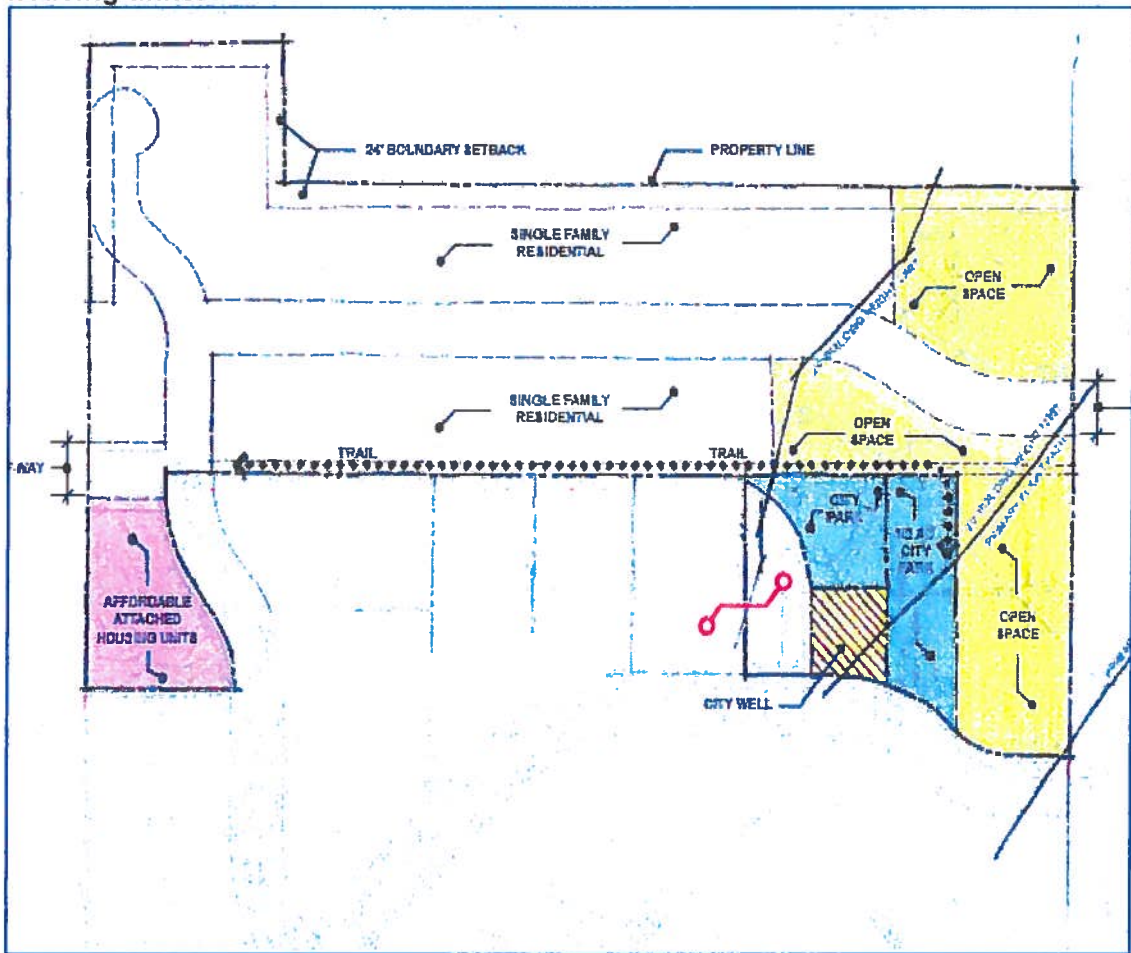 24' BOUNDARY SETBACK
PROPERTY LINE
SINGLE FAMILY
RESIDENTIAL
OPEN
SPACE
SINGLE FAMILY
RESIDENTIAL
OPEN
SPACE
-WAY
TRAIL
TRAIL
CITY
PARK
CITY
PARK
AFFORDABLE
ATTACHED
HOUSING UNITS
OPEN
SPACE
CITY WELL